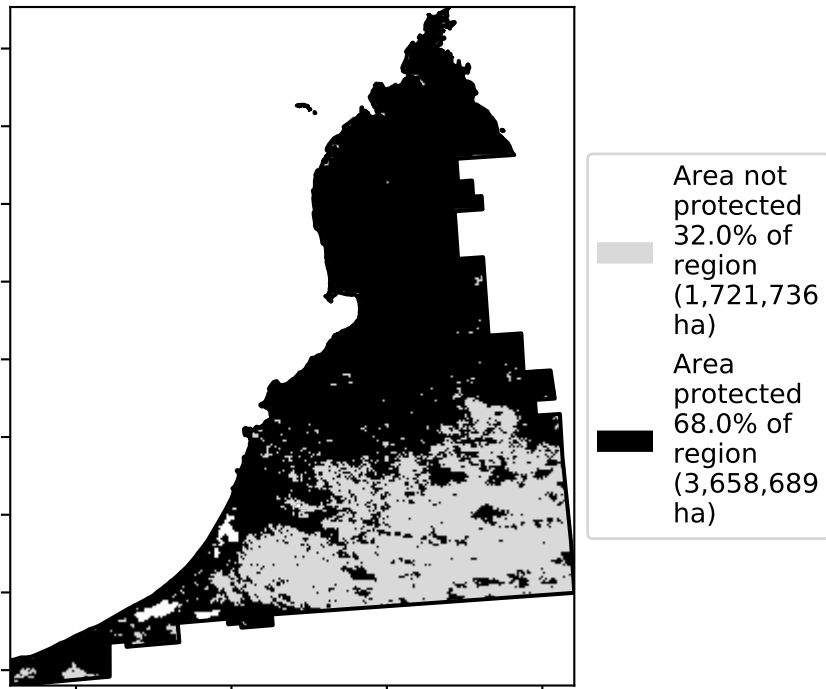 Area not
protected
32.0% of
region
(1,721,736
ha)
Area
protected
68.0% of
region
(3,658,689
ha)